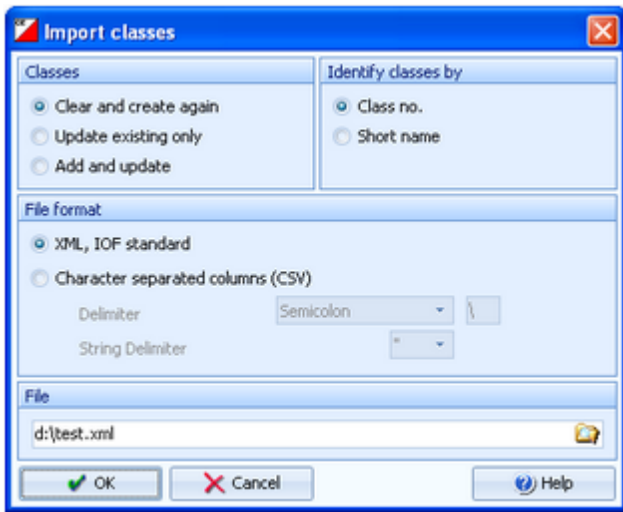 Import classes
Classes
Identify classes by
Clear and create again
Class no.
Update existing only
Short name
Add and update
File format
XML, IOF standard
Character separated columns (CSV)
Delimiter
Semicolon
\
String Delimiter
"
File
d:\test.xml
OK
Cancel
Help